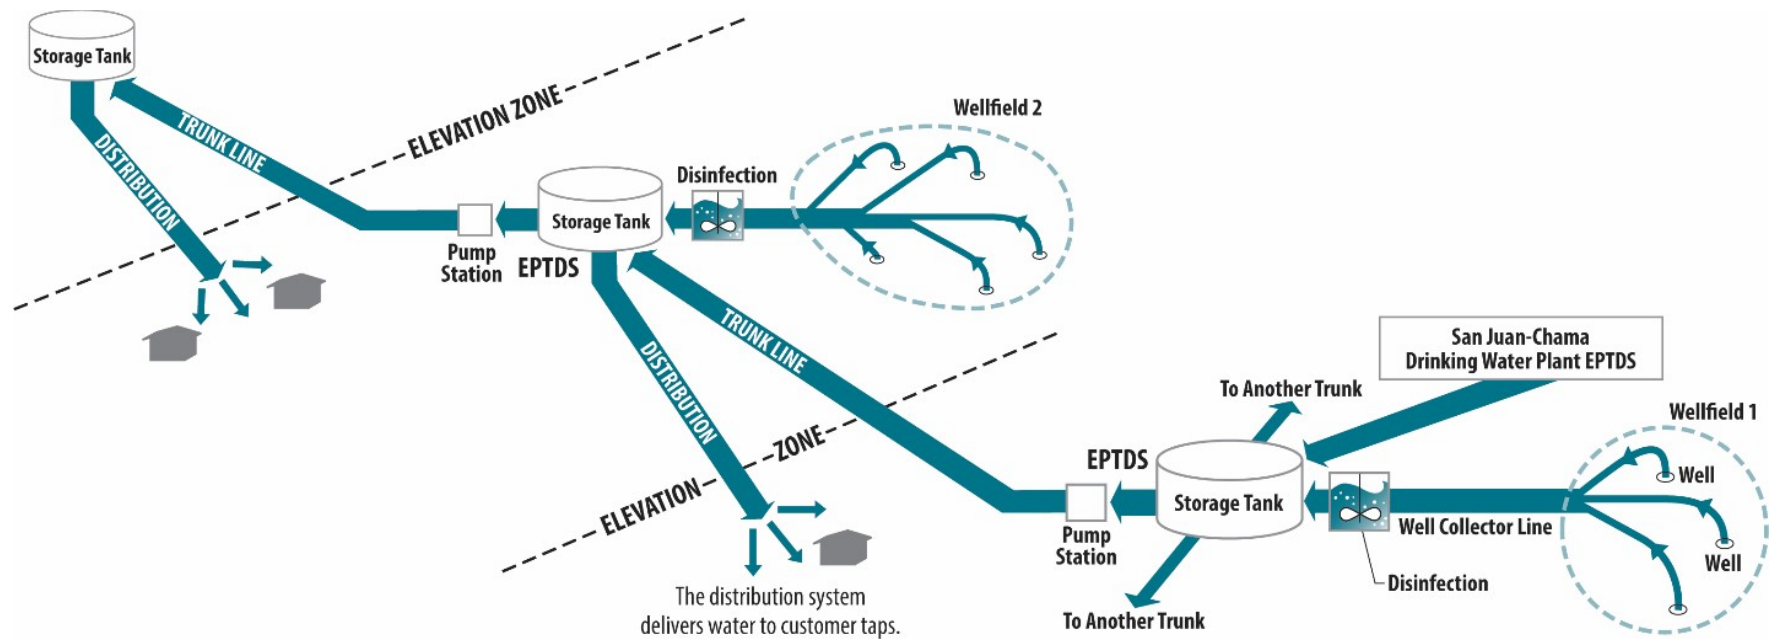 Storage Tank
TRUNK LINE
DISTRIBUTION
ELEVATION ZONE
Wellfield 2
Disinfection
Storage Tank
Pump
Station
EPTDS
TRUNK LINE
DISTRIBUTION
ELEVATION ZONE
San Juan-Chama
Drinking Water Plant EPTDS
To Another Trunk
Wellfield 1
EPTDS
Well
Storage Tank
Well Collector Line
Pump
Station
Well
Disinfection
The distribution system
delivers water to customer taps.
To Another Trunk